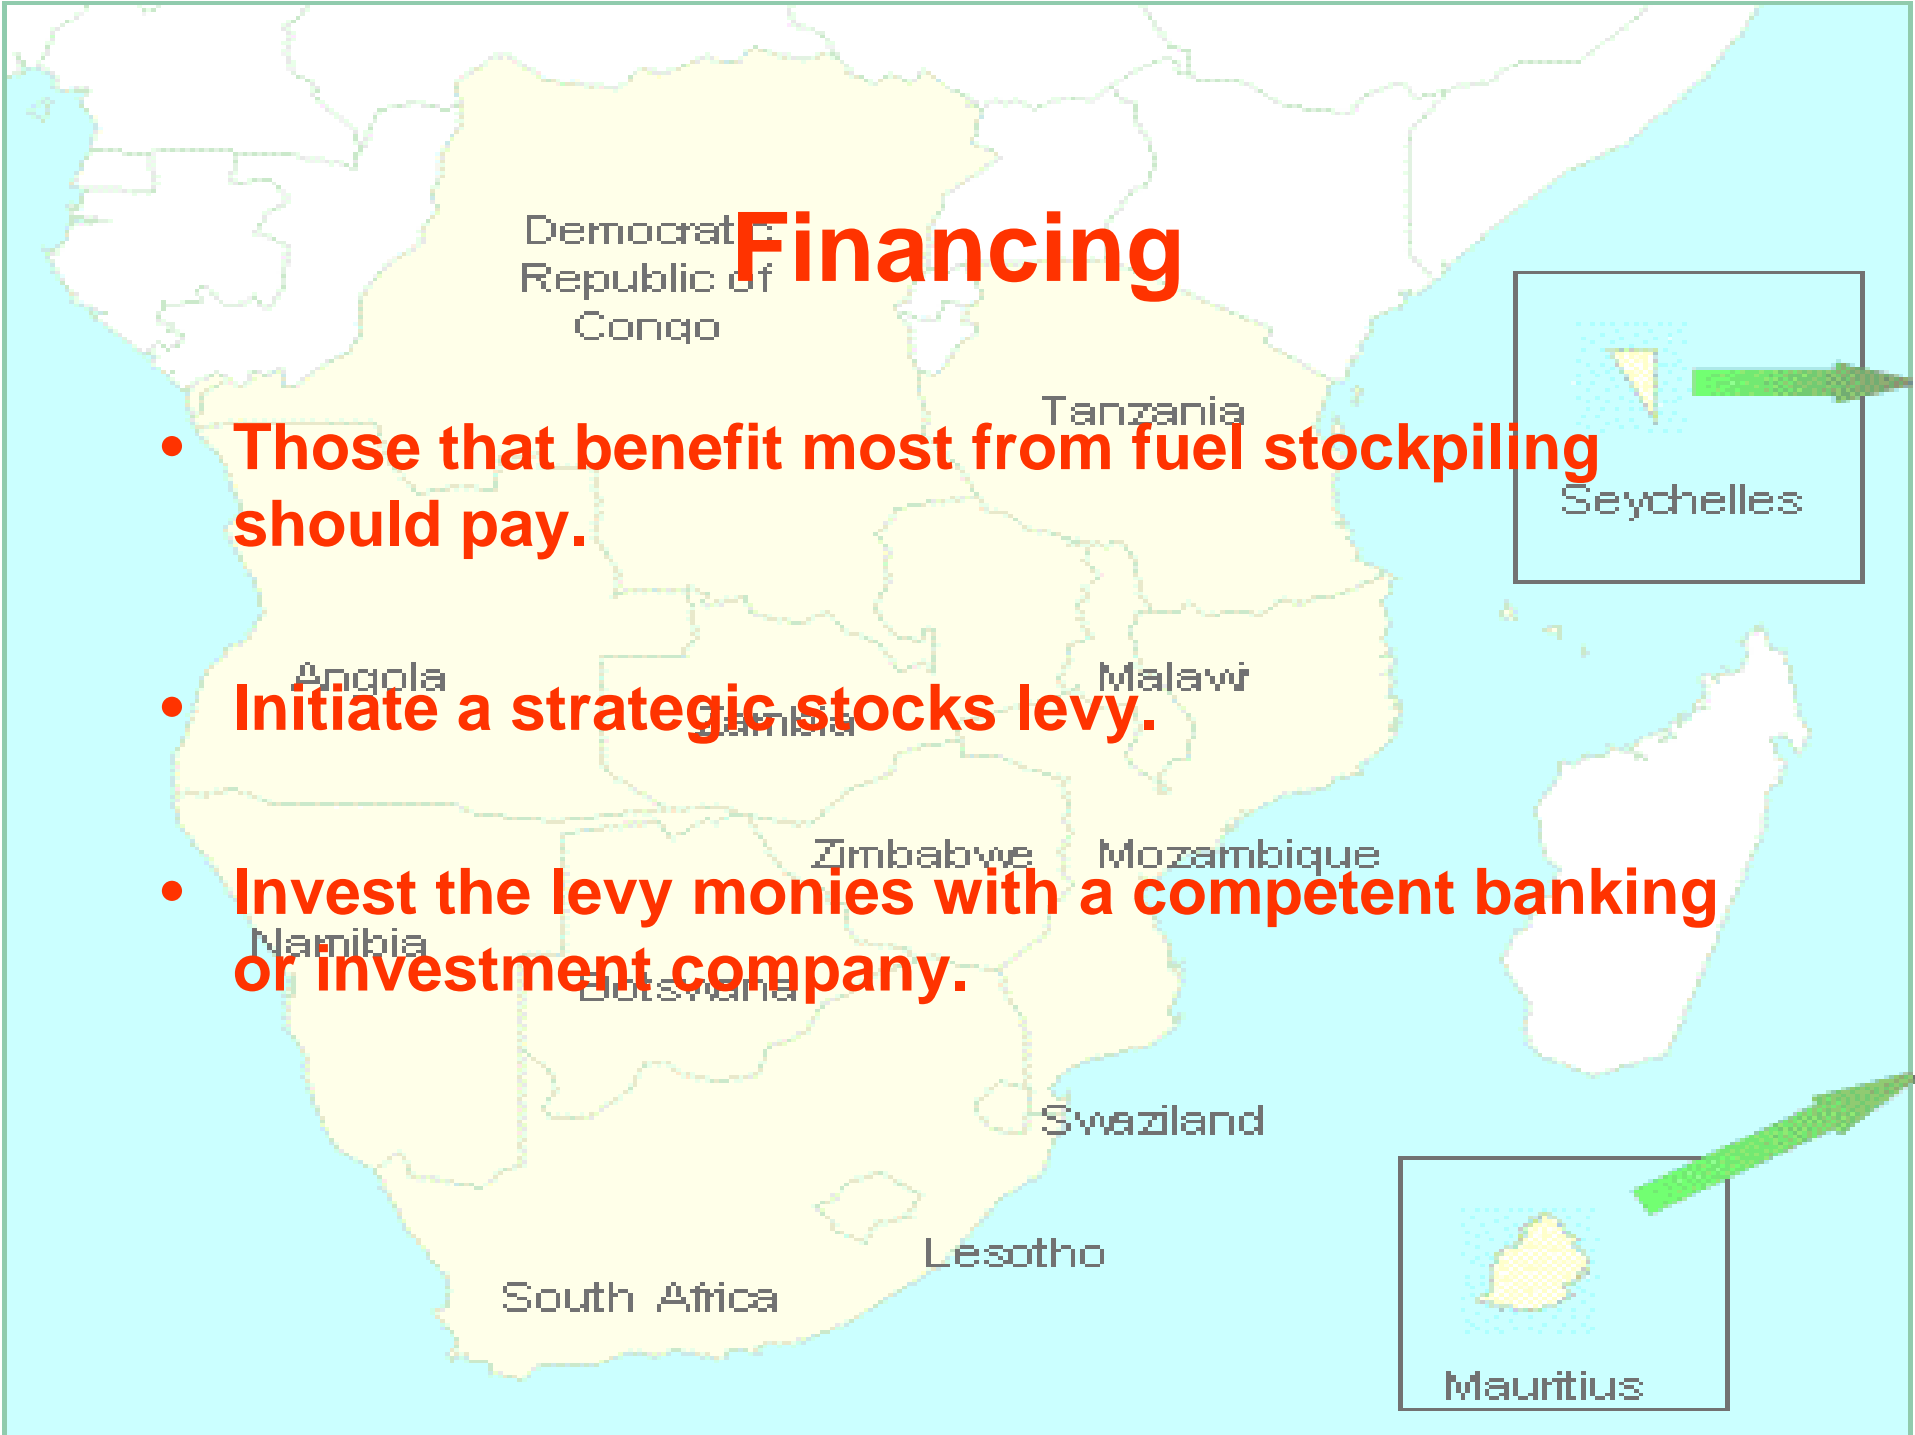 Financing
Democratic
Republic of
Congo
Tanzania
• Those that benefit most from fuel stockpiling
should pay.
Seychelles
Angola
Malawi
• Initiate a strategic stocks levy.
Zambia
Zimbabwe
Mozambique
• Invest the levy monies with a competent banking
or investment company.
Namibia
Botswana
Swaziland
Lesotho
South Africa
Mauritius